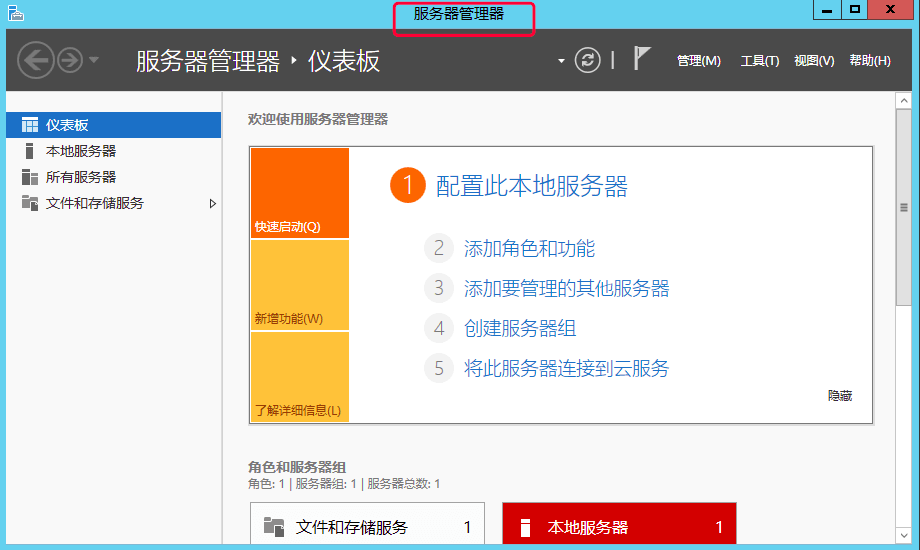 服务器管理器
服务器管理器 ‣ 仪表板
管理(M) 工具(T) 视图(V) 帮助(H)
仪表板
本地服务器
所有服务器
文件和存储服务
欢迎使用服务器管理器
快速启动(Q)
新增功能(W)
了解详细信息(L)
1 配置此本地服务器
2 添加角色和功能
3 添加要管理的其他服务器
4 创建服务器组
5 将此服务器连接到云服务
隐藏
角色和服务器组
角色: 1 | 服务器组: 1 | 服务器总数: 1
文件和存储服务 1
本地服务器 1